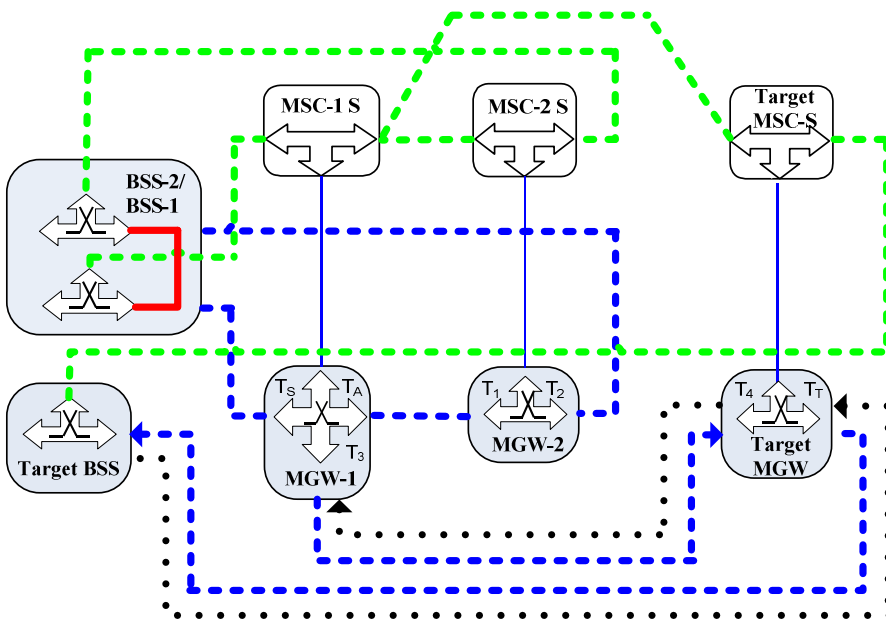 MSC-1 S
MSC-2 S
Target
MSC-S
BSS-2/
BSS-1
TS
TA
T3
MGW-1
T1
T2
MGW-2
T4
TT
Target
MGW
Target BSS